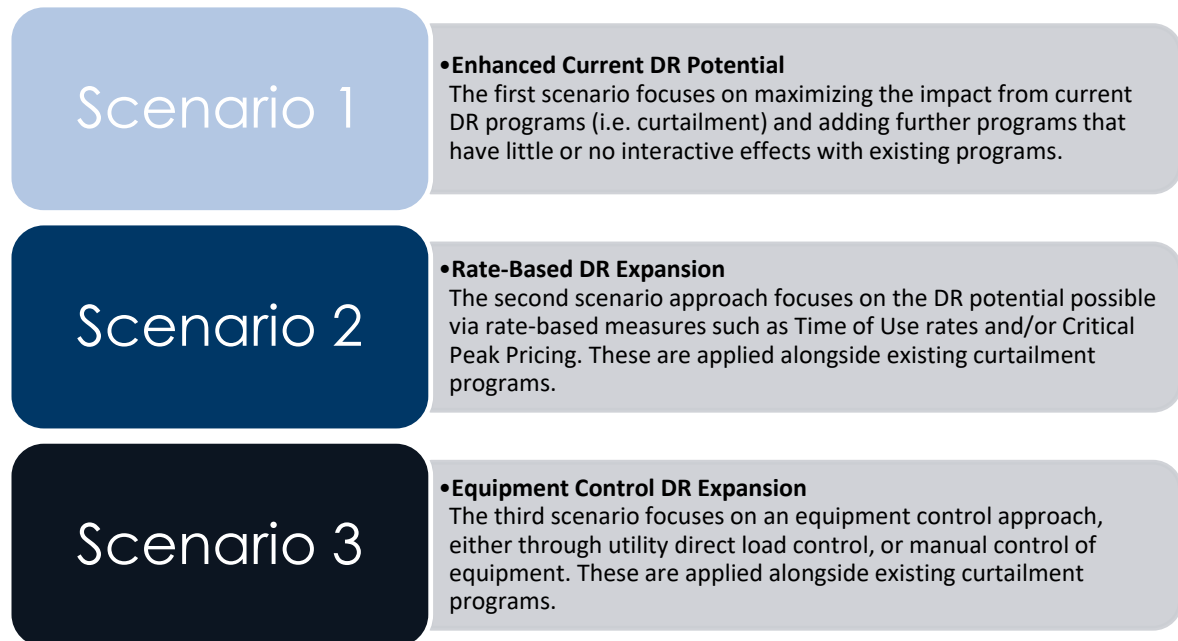 Scenario 1
•Enhanced Current DR Potential
The first scenario focuses on maximizing the impact from current
DR programs (i.e. curtailment) and adding further programs that
have little or no interactive effects with existing programs.
Scenario 2
•Rate-Based DR Expansion
The second scenario approach focuses on the DR potential possible
via rate-based measures such as Time of Use rates and/or Critical
Peak Pricing. These are applied alongside existing curtailment
programs.
Scenario 3
•Equipment Control DR Expansion
The third scenario focuses on an equipment control approach,
either through utility direct load control, or manual control of
equipment. These are applied alongside existing curtailment
programs.